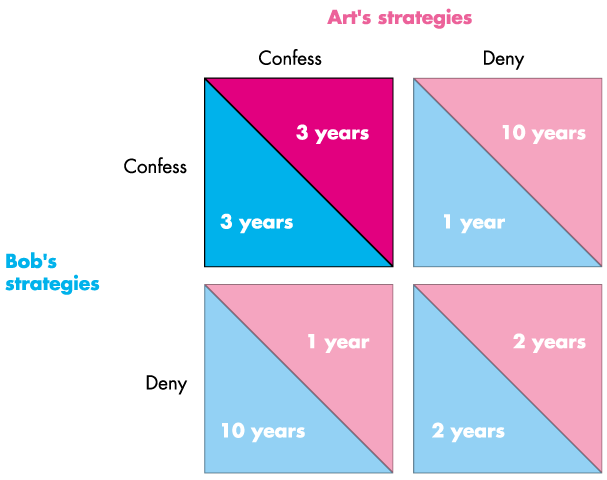 Art's strategies
Confess
Deny
3 years
10 years
Confess
3 years
1 year
Bob's
strategies
1 year
2 years
Deny
10 years
2 years